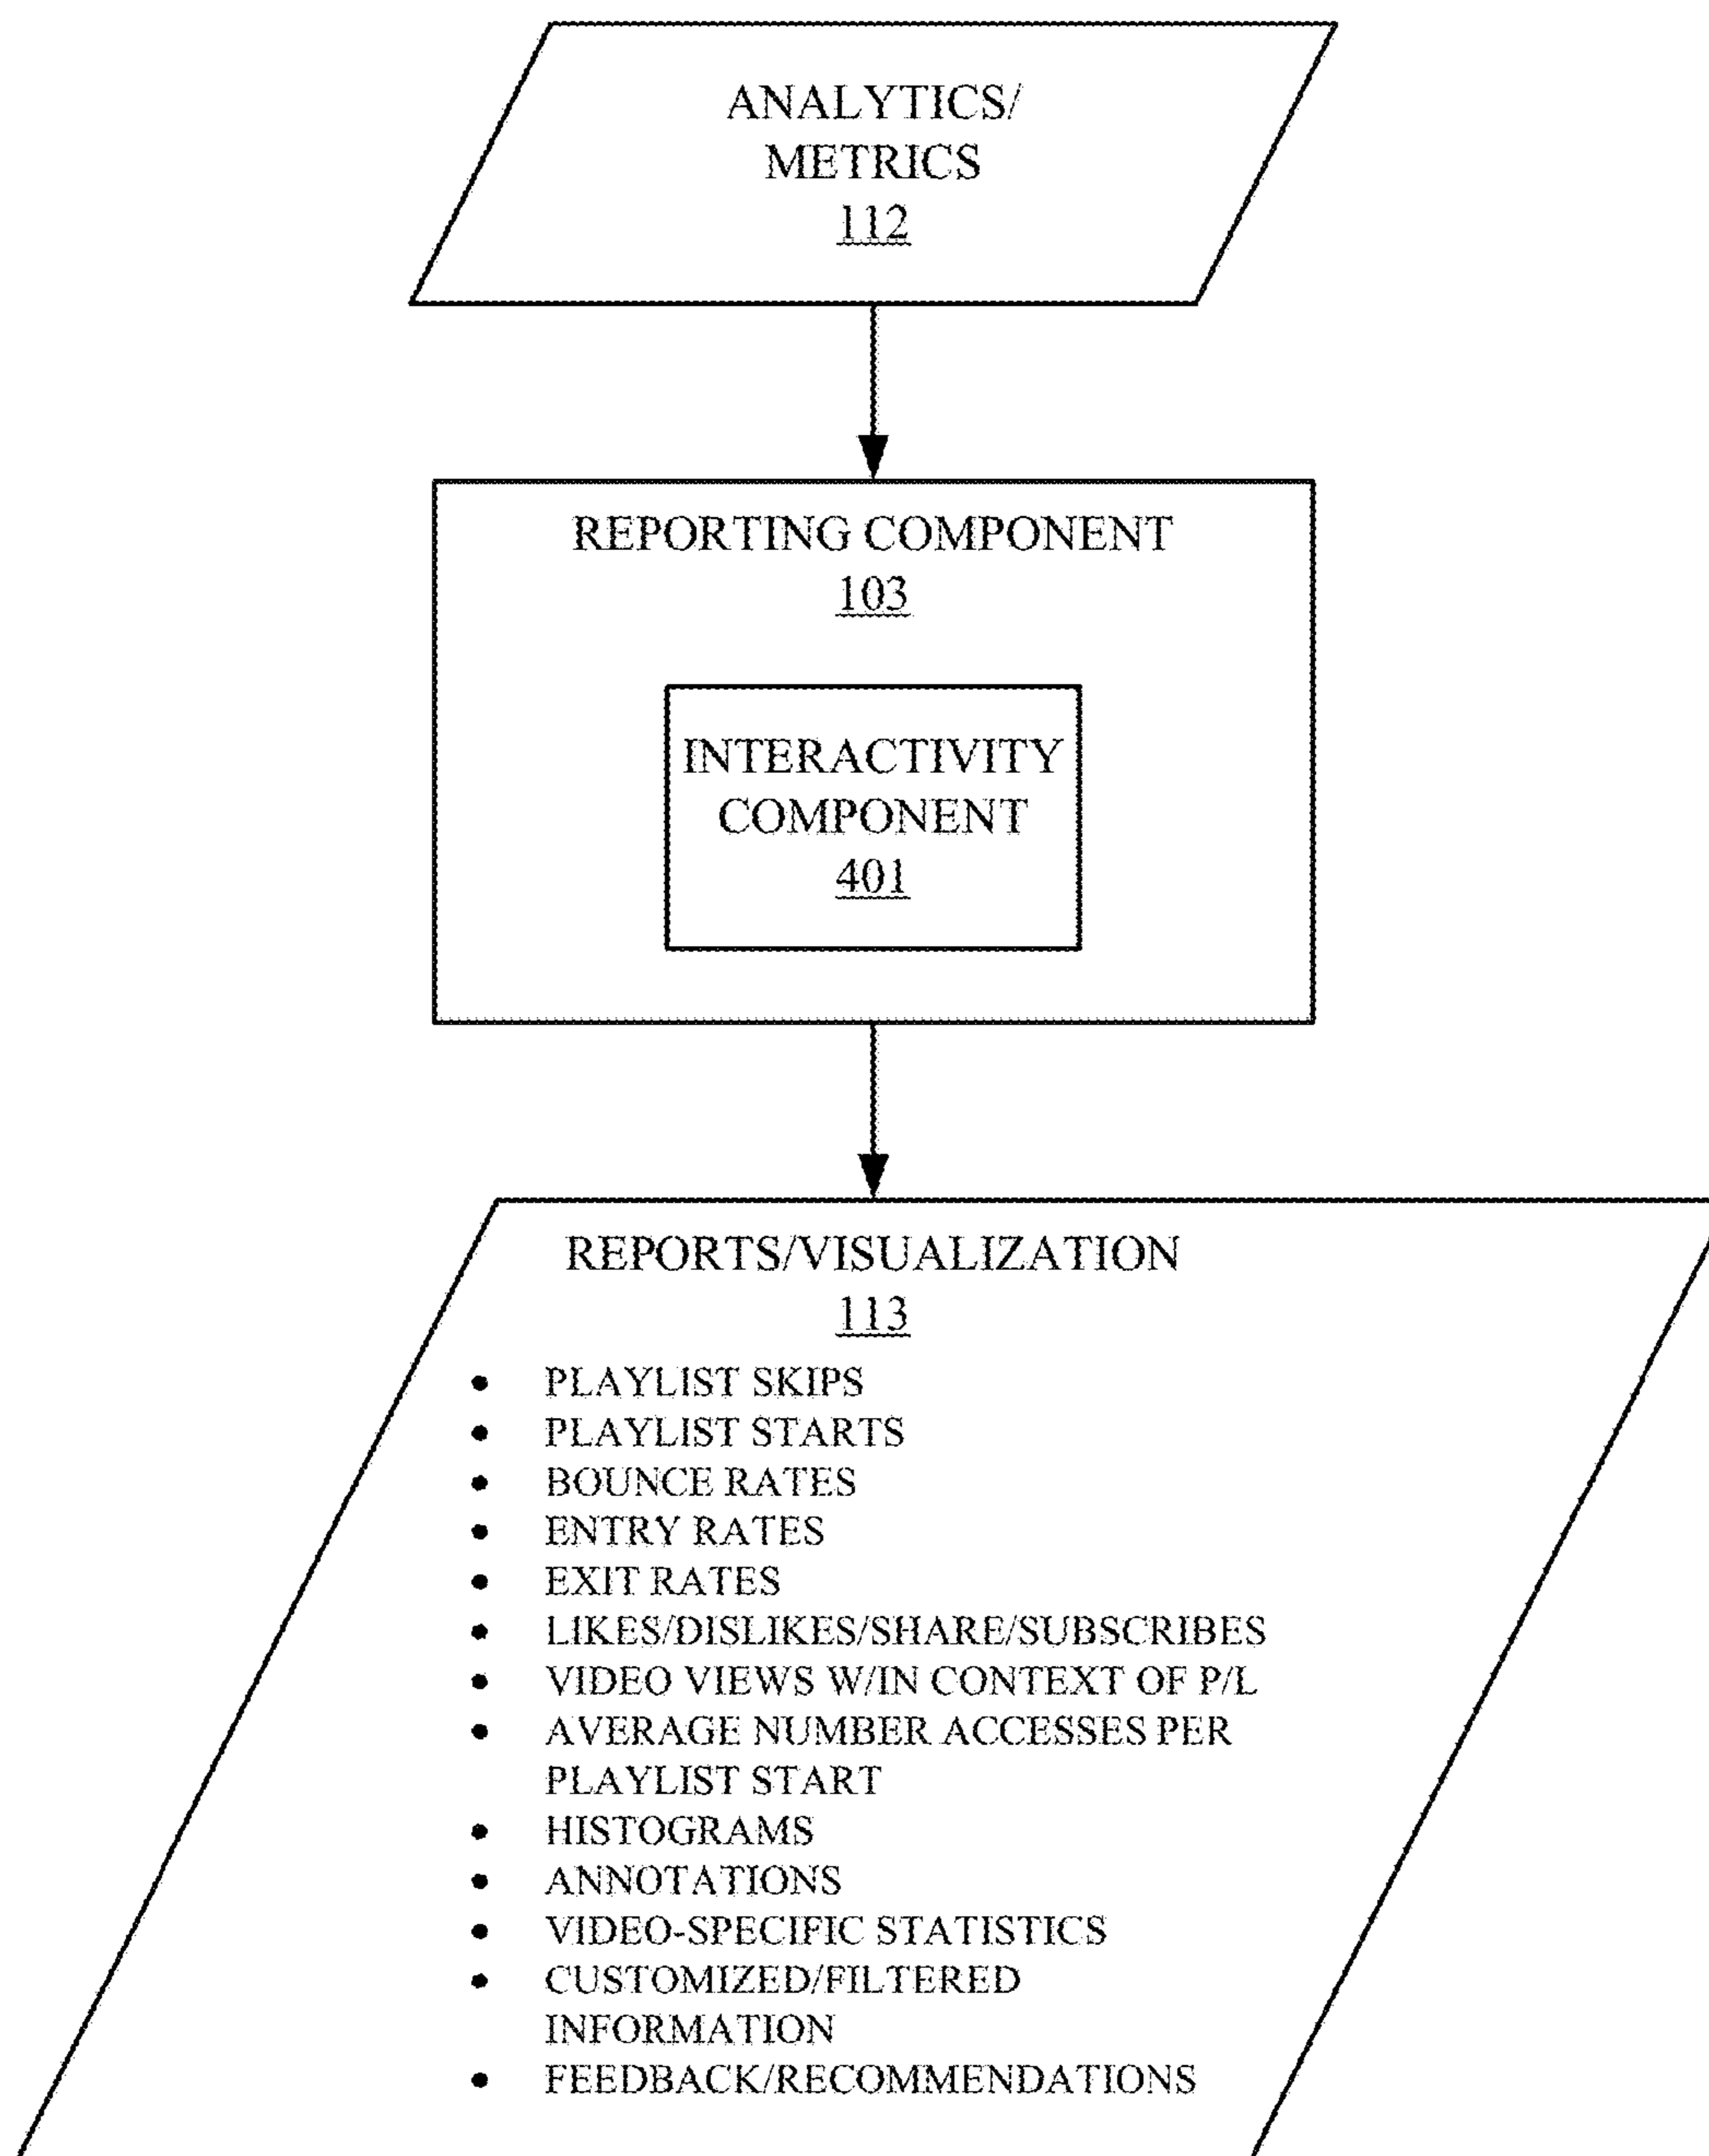 ANALYTICS/
METRICS
112
REPORTING COMPONENT
103
INTERACTIVITY
COMPONENT
401
REPORTS/VISUALIZATION
113
• PLAYLIST SKIPS
• PLAYLIST STARTS
• BOUNCE RATES
• ENTRY RATES
• EXIT RATES
• LIKES/DISLIKES/SHARE/SUBSCRIBES
• VIDEO VIEWS W/IN CONTEXT OF P/L
• AVERAGE NUMBER ACCESSES PER
PLAYLIST START
• HISTOGRAMS
• ANNOTATIONS
• VIDEO-SPECIFIC STATISTICS
• CUSTOMIZED/FILTERED
INFORMATION
• FEEDBACK/RECOMMENDATIONS